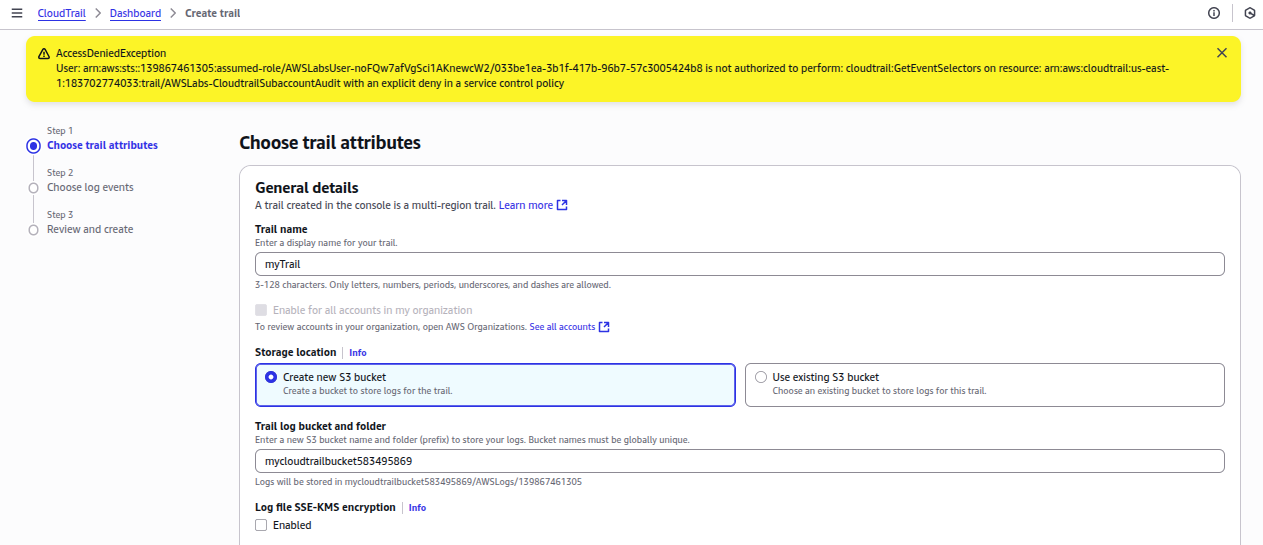 CloudTrail > Dashboard > Create trail
AccessDeniedException
User: arn:aws:sts::139867461305:assumed-role/AWSLabsUser-noFQw7afVgSci1AKnewcW2/033be1ea-3b1f-417b-96b7-57c3005424b8 is not authorized to perform: cloudtrail:GetEventSelectors on resource: arn:aws:cloudtrail:us-east-
1:183702774033:trail/AWSLabs-CloudtrailSubaccountAudit with an explicit deny in a service control policy
Step 1
Choose trail attributes
Step 2
Choose log events
Step 3
Review and create
Choose trail attributes
General details
A trail created in the console is a multi-region trail. Learn more
Trail name
Enter a display name for your trail.
myTrail
3-128 characters. Only letters, numbers, periods, underscores, and dashes are allowed.
Enable for all accounts in my organization
To review accounts in your organization, open AWS Organizations. See all accounts
Storage location | Info
Create new S3 bucket
Create a bucket to store logs for the trail.
Use existing S3 bucket
Choose an existing bucket to store logs for this trail.
Trail log bucket and folder
Enter a new S3 bucket name and folder (prefix) to store your logs. Bucket names must be globally unique.
mycloudtrailbucket583495869
Logs will be stored in mycloudtrailbucket583495869/AWSLogs/139867461305
Log file SSE-KMS encryption | Info
Enabled